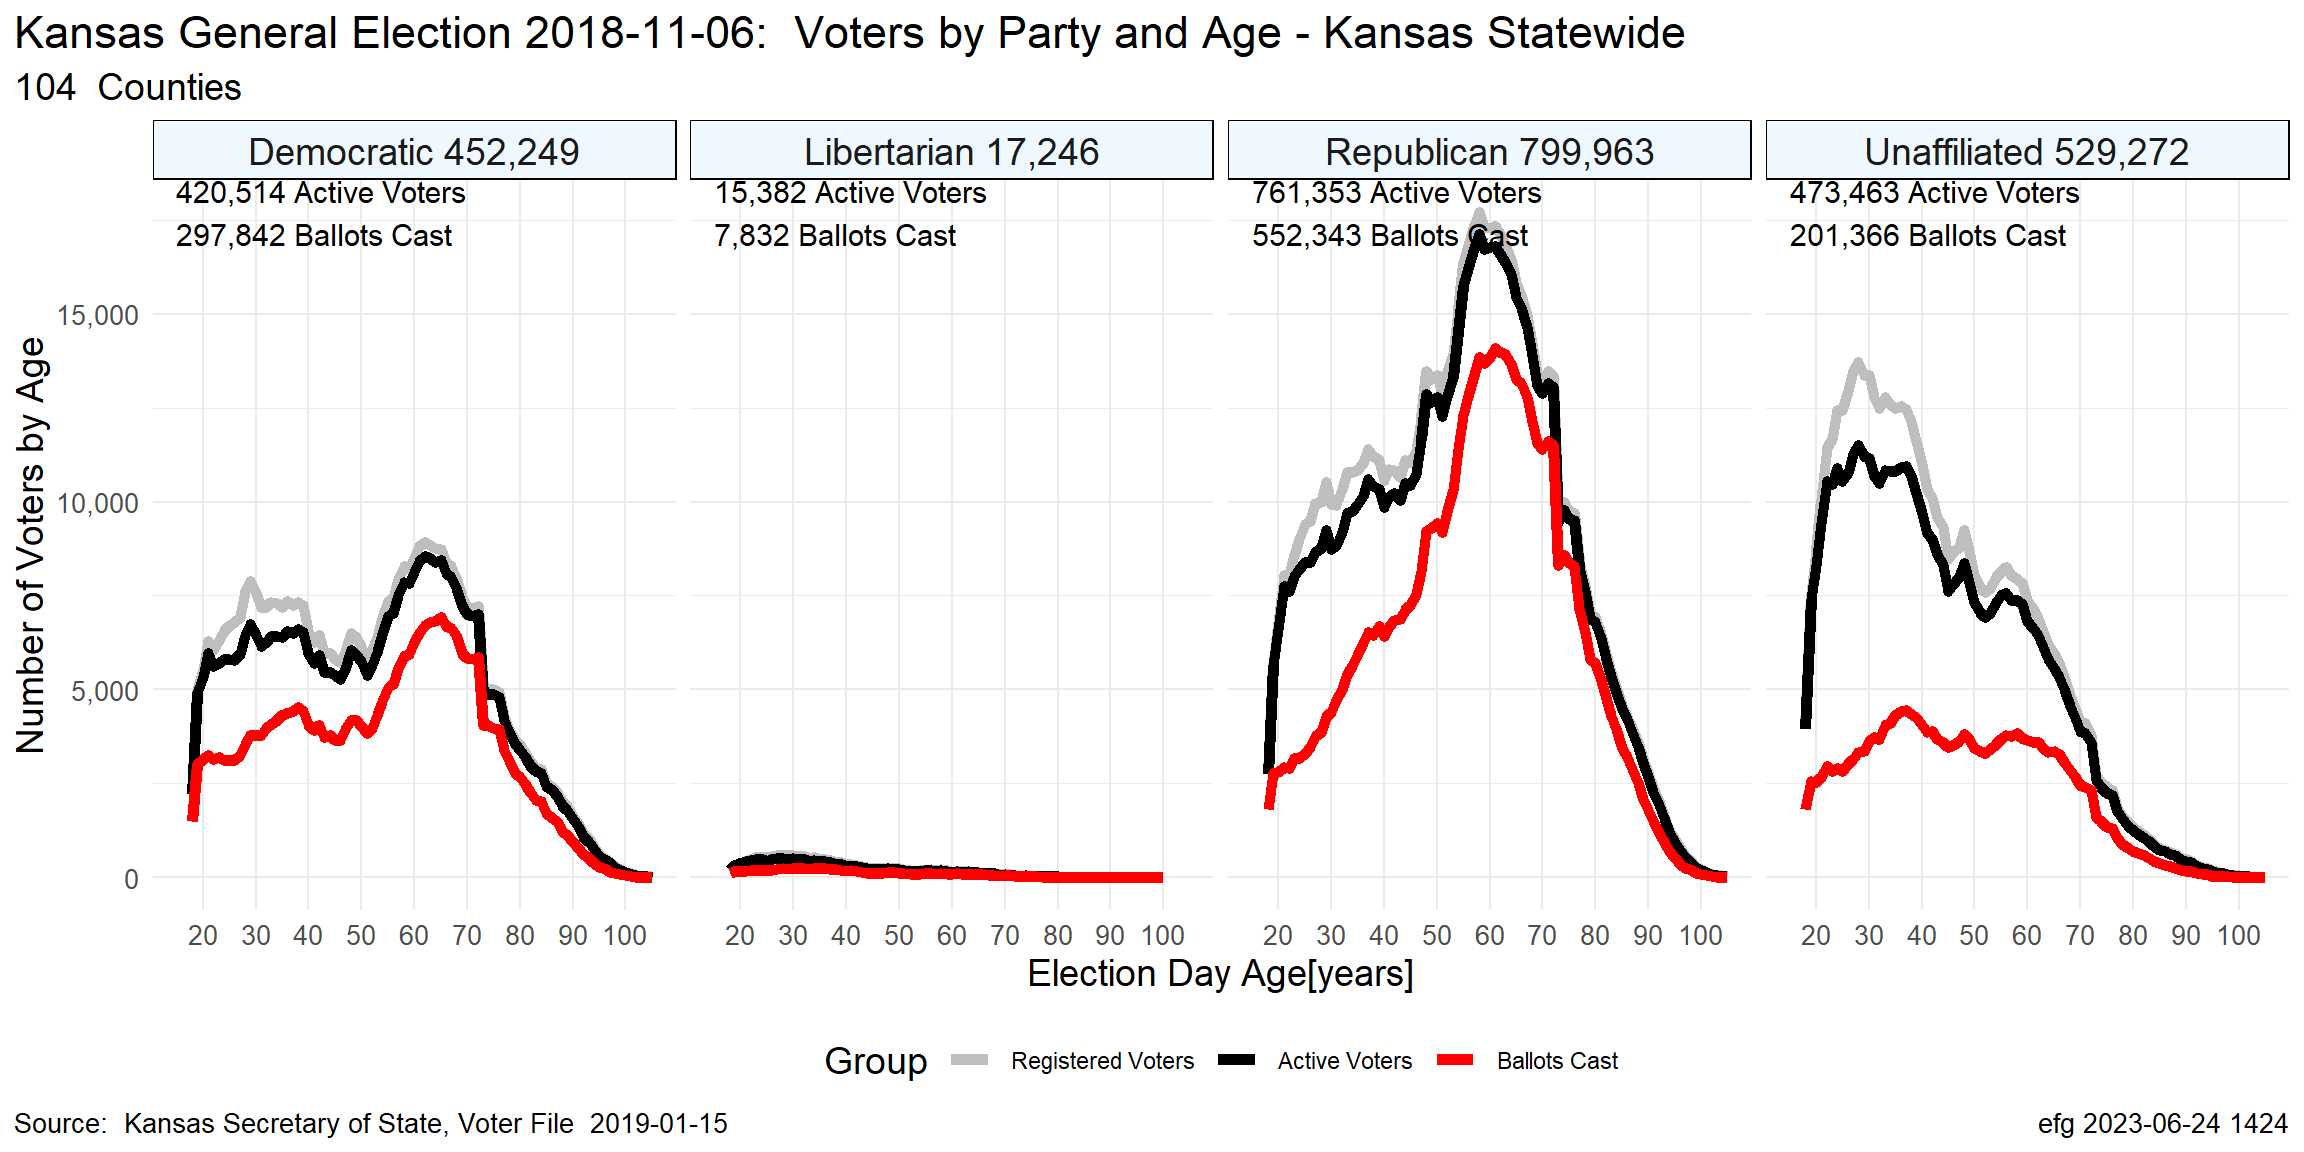 Kansas General Election 2018-11-06:  Voters by Party and Age - Kansas Statewide
104  Counties
Democratic 452,249
Libertarian 17,246
Republican 799,963
Unaffiliated 529,272
420,514 Active Voters
297,842 Ballots Cast
15,382 Active Voters
7,832 Ballots Cast
761,353 Active Voters
552,343 Ballots Cast
473,463 Active Voters
201,366 Ballots Cast
Number of Voters by Age
15,000
10,000
5,000
0
20 30 40 50 60 70 80 90 100
20 30 40 50 60 70 80 90 100
20 30 40 50 60 70 80 90 100
20 30 40 50 60 70 80 90 100
Election Day Age[years]
Group Registered Voters Active Voters Ballots Cast
Source:  Kansas Secretary of State, Voter File  2019-01-15
efg 2023-06-24 1424